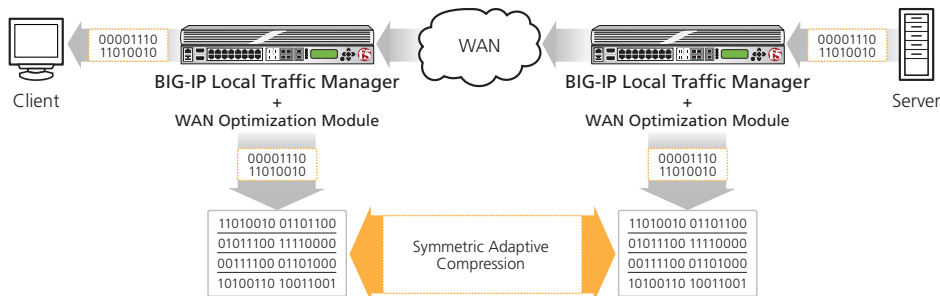 00001110
11010010
WAN
00001110
11010010
Client
BIG-IP Local Traffic Manager
+
WAN Optimization Module
BIG-IP Local Traffic Manager
+
WAN Optimization Module
Server
00001110
11010010
00001110
11010010
11010010 01101100
01011100 11110000
00111100 01101000
10100110 10011001
Symmetric Adaptive
Compression
11010010 01101100
01011100 11110000
00111100 01101000
10100110 10011001